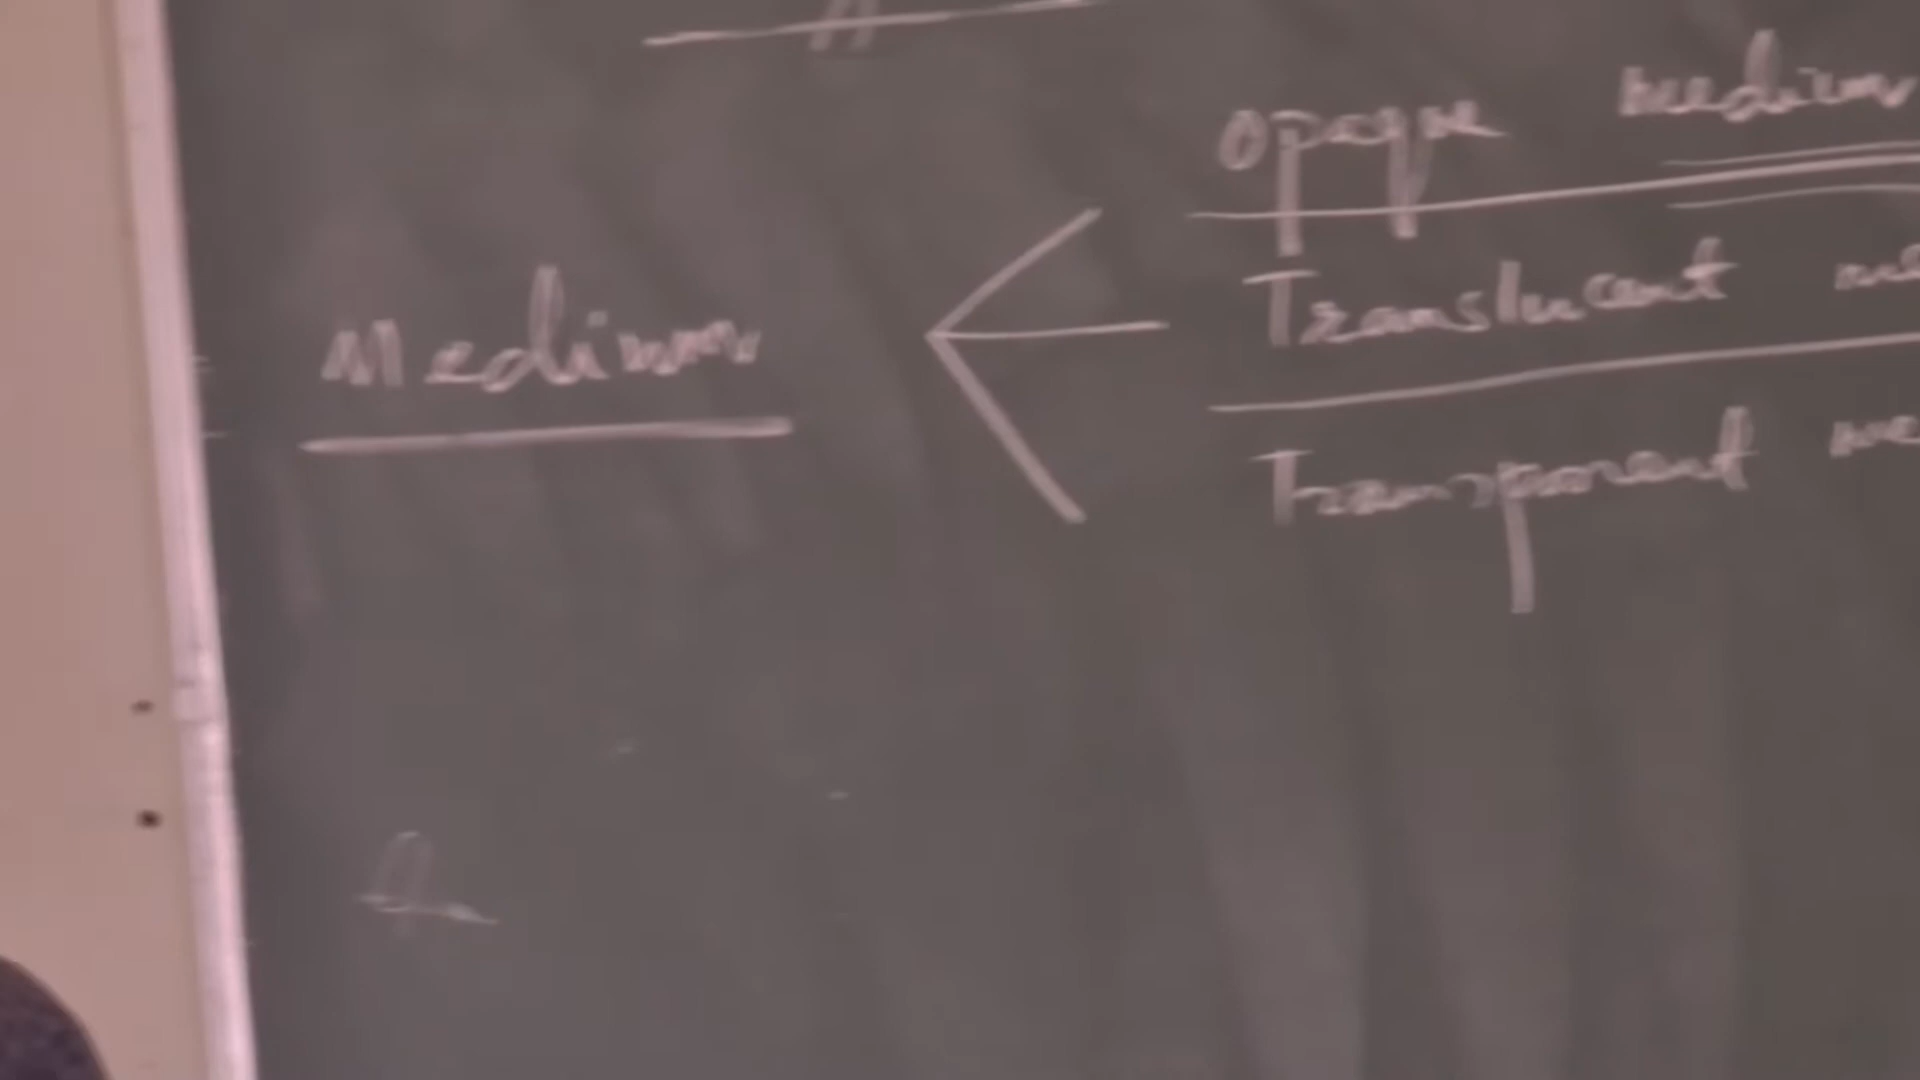 Opaque medium
Translucent
Medium
Transparent